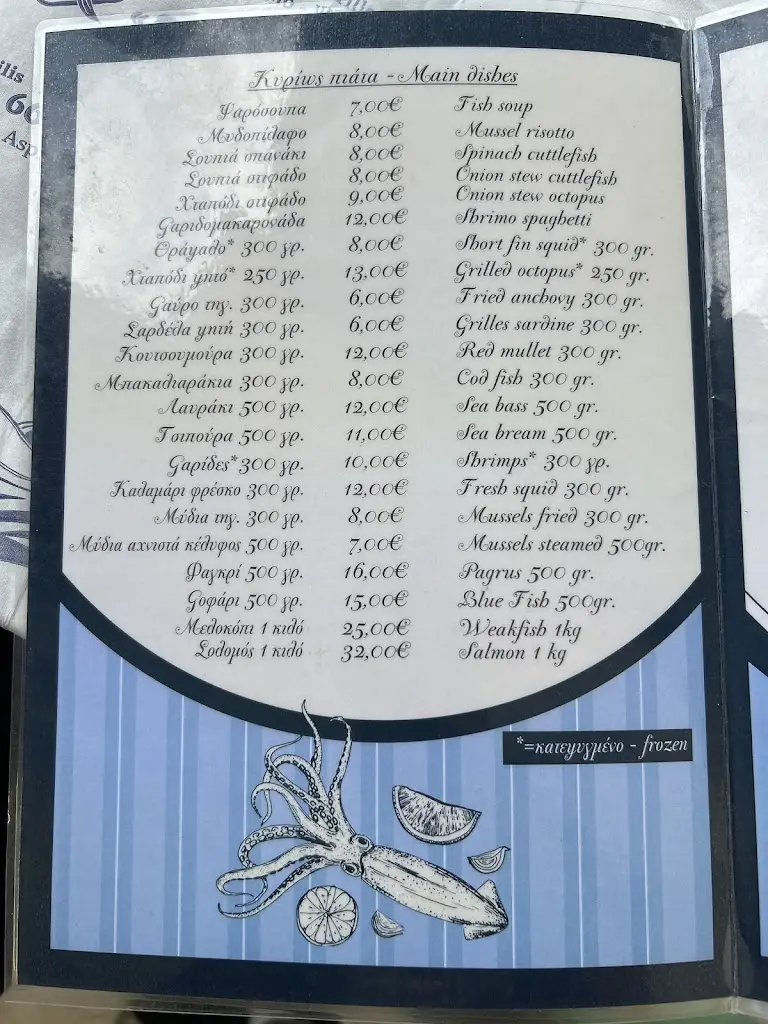 ilis
66
Asp
Κυρίως πιάτα - Main dishes
Ψαρόσουπα 7,00€ Fish soup
Μυδοπίλαφο 8,00€ Mussel risotto
Σουπιά σπανάκι 8,00€ Spinach cuttlefish
Σουπιά στιφάδο 8,00€ Onion stew cuttlefish
Χταπόδι στιφάδο 9,00€ Onion stew octopus
Γαριδομακαρονάδα 12,00€ Shrimo spaghetti
Θράψαλο* 300 γρ. 8,00€ Short fin squid* 300 gr.
Χταπόδι ψητό* 250 γρ. 13,00€ Grilled octopus* 250 gr.
Γαύρο τηγ. 300 γρ. 6,00€ Fried anchovy 300 gr.
Σαρδέλα ψητή 300 γρ. 6,00€ Grilles sardine 300 gr.
Κουτσουμούρα 300 γρ. 12,00€ Red mullet 300 gr.
Μπακαλιαράκια 300 γρ. 8,00€ Cod fish 300 gr.
Λαυράκι 500 γρ. 12,00€ Sea bass 500 gr.
Τσιπούρα 500 γρ. 11,00€ Sea bream 500 gr.
Γαρίδες* 300 γρ. 10,00€ Shrimps* 300 γρ.
Καλαμάρι φρέσκο 300 γρ. 12,00€ Fresh squid 300 gr.
Μύδια τηγ. 300 γρ. 8,00€ Mussels fried 300 gr.
Μύδια αχνιστά κέλυφος 500 γρ. 7,00€ Mussels steamed 500gr.
Φαγκρί 500 γρ. 16,00€ Pagrus 500 gr.
Γοφάρι 500 γρ. 15,00€ Blue Fish 500gr.
Μελοκόπι 1 κιλό 25,00€ Weakfish 1kg
Σολομός 1 κιλό 32,00€ Salmon 1 kg
*=κατεψυγμένο - frozen